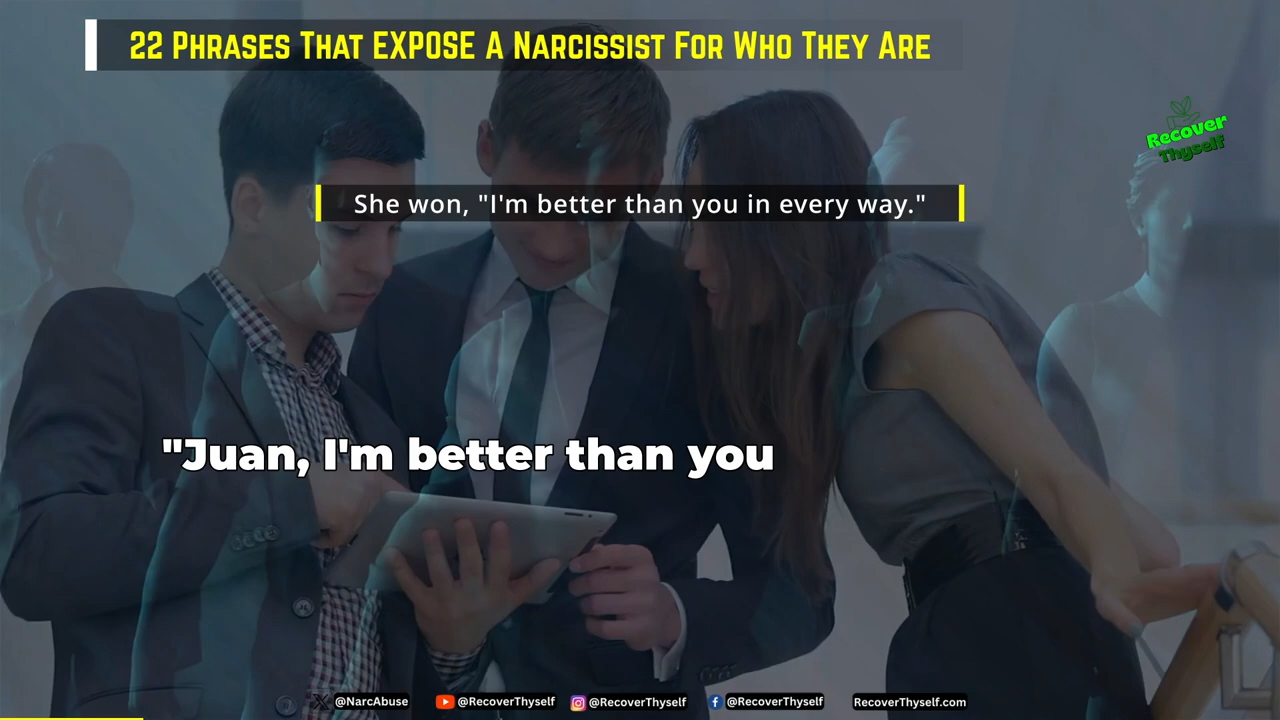 22 Phrases That EXPOSE A Narcissist For Who They Are
Recover
Thyself
She won, "I'm better than you in every way."
"Juan, I'm better than you
@NarcAbuse
@RecoverThyself
@RecoverThyself
@RecoverThyself
RecoverThyself.com